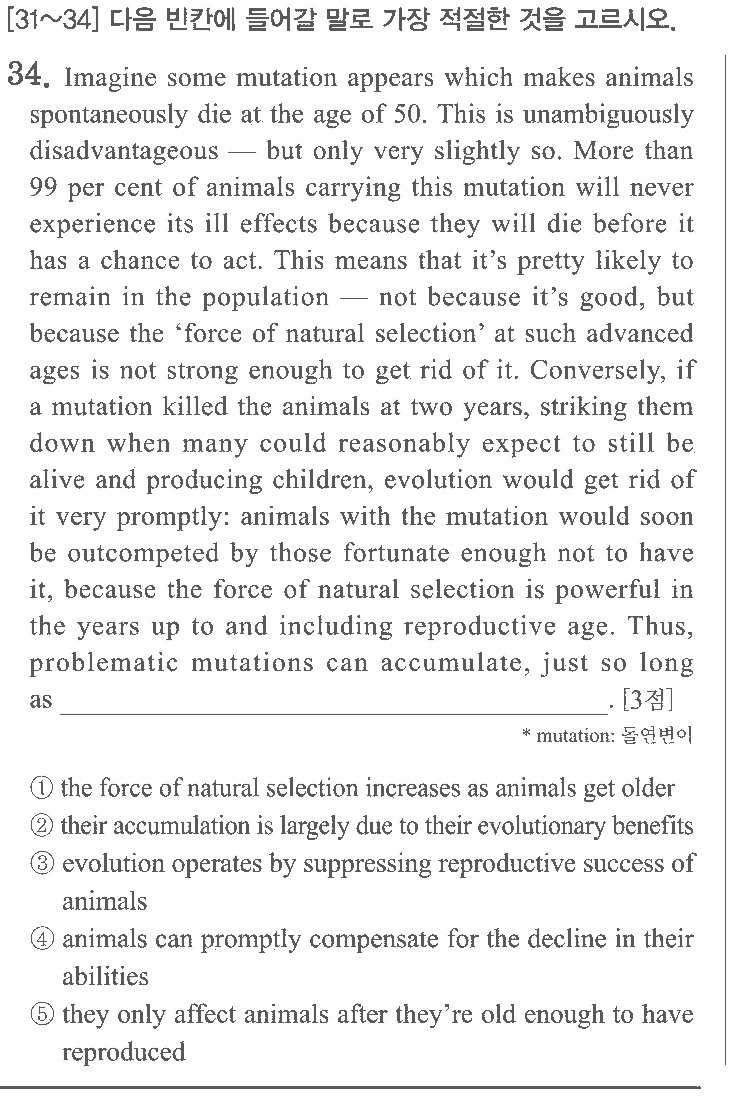 [31～34] 다음 빈칸에 들어갈 말로 가장 적절한 것을 고르시오.
34. Imagine some mutation appears which makes animals
spontaneously die at the age of 50. This is unambiguously
disadvantageous — but only very slightly so. More than
99 per cent of animals carrying this mutation will never
experience its ill effects because they will die before it
has a chance to act. This means that it's pretty likely to
remain in the population — not because it's good, but
because the 'force of natural selection' at such advanced
ages is not strong enough to get rid of it. Conversely, if
a mutation killed the animals at two years, striking them
down when many could reasonably expect to still be
alive and producing children, evolution would get rid of
it very promptly: animals with the mutation would soon
be outcompeted by those fortunate enough not to have
it, because the force of natural selection is powerful in
the years up to and including reproductive age. Thus,
problematic mutations can accumulate, just so long
as ____________________. [3점]
* mutation: 돌연변이
① the force of natural selection increases as animals get older
② their accumulation is largely due to their evolutionary benefits
③ evolution operates by suppressing reproductive success of
animals
④ animals can promptly compensate for the decline in their
abilities
⑤ they only affect animals after they're old enough to have
reproduced